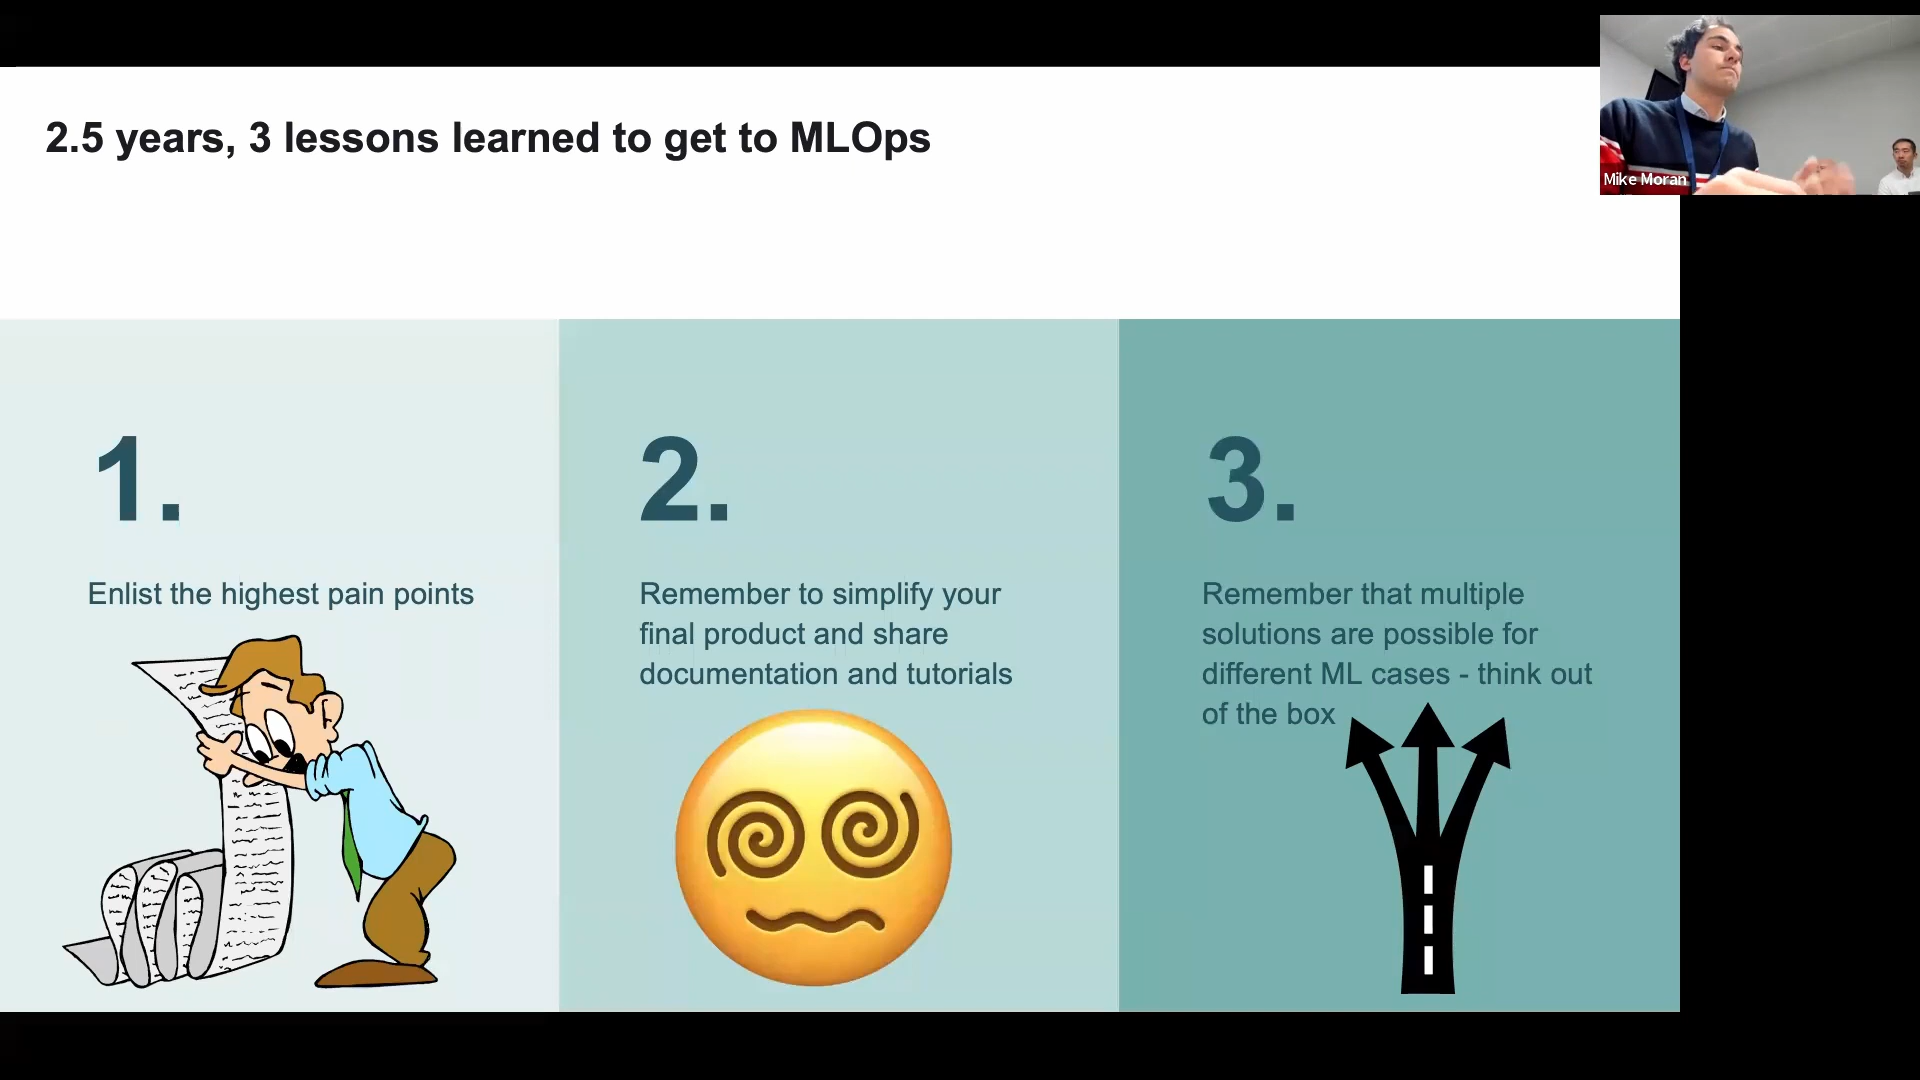 2.5 years, 3 lessons learned to get to MLOps
Mike Moran
1.
Enlist the highest pain points
2.
Remember to simplify your
final product and share
documentation and tutorials
3.
Remember that multiple
solutions are possible for
different ML cases - think out
of the box